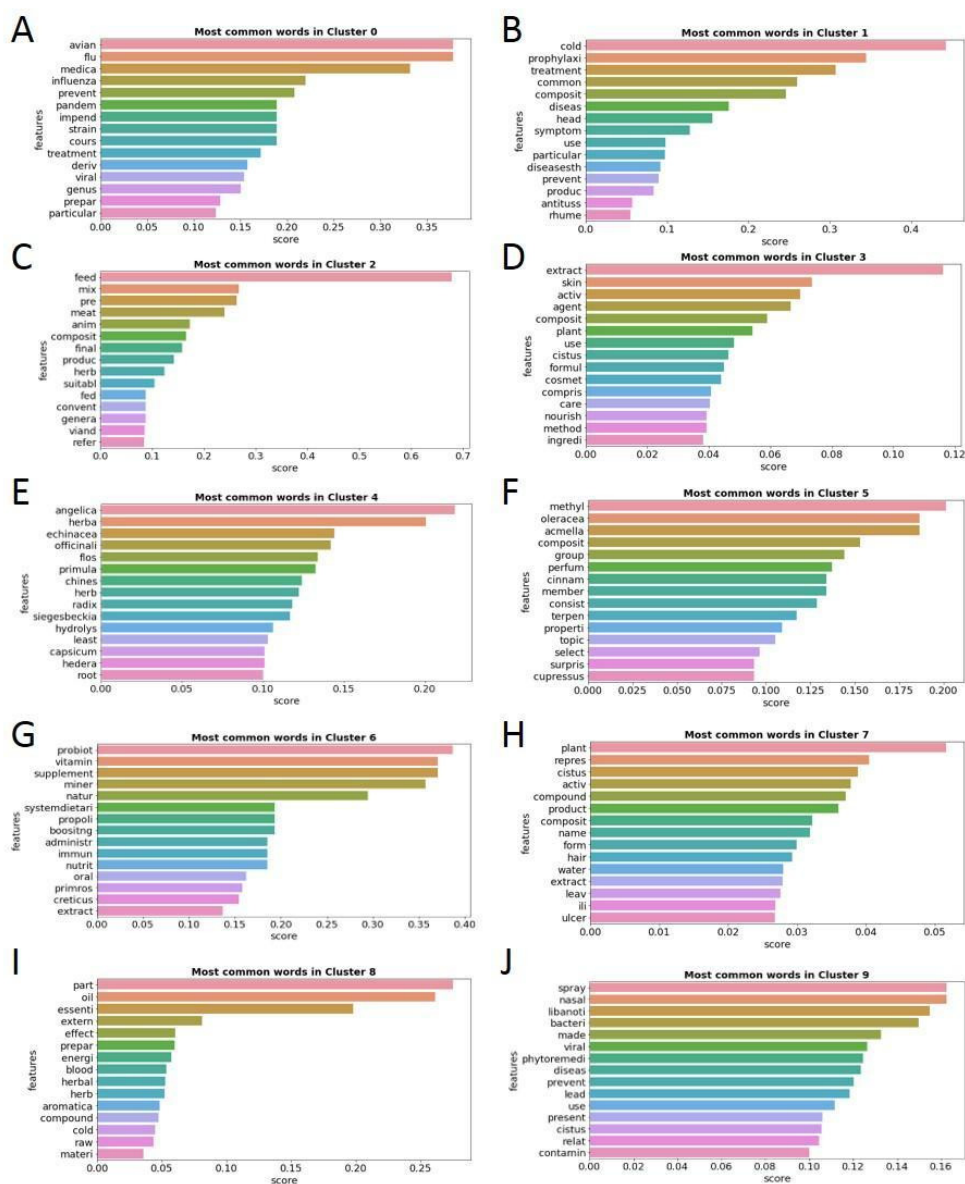 A
Most common words in Cluster 0
features
avian
flu
medica
influenza
prevent
pandem
impend
strain
cours
treatment
deriv
viral
genus
prepar
particular
0.00 0.05 0.10 0.15 0.20 0.25 0.30 0.35
score
B
Most common words in Cluster 1
features
cold
prophylaxi
treatment
common
composit
diseas
head
symptom
use
particular
diseasesth
prevent
produc
antituss
rhume
0.0 0.1 0.2 0.3 0.4
score
C
Most common words in Cluster 2
features
feed
mix
pre
meat
anim
composit
final
produc
herb
suitabl
fed
convent
genera
viand
refer
0.0 0.1 0.2 0.3 0.4 0.5 0.6 0.7
score
D
Most common words in Cluster 3
features
extract
skin
activ
agent
composit
plant
use
cistus
formul
cosmet
compris
care
nourish
method
ingredi
0.00 0.02 0.04 0.06 0.08 0.10 0.12
score
E
Most common words in Cluster 4
features
angelica
herba
echinacea
officinali
flos
primula
chines
herb
radix
siegesbeckia
hydrolys
least
capsicum
hedera
root
0.00 0.05 0.10 0.15 0.20
score
F
Most common words in Cluster 5
features
methyl
oleracea
acmella
composit
group
perfum
cinnam
member
consist
terpen
properti
topic
select
surpris
cupressus
0.000 0.025 0.050 0.075 0.100 0.125 0.150 0.175 0.200
score
G
Most common words in Cluster 6
features
probiot
vitamin
supplement
miner
natur
systemdietari
propoli
boositng
administr
immun
nutrit
oral
primros
creticus
extract
0.00 0.05 0.10 0.15 0.20 0.25 0.30 0.35 0.40
score
H
Most common words in Cluster 7
features
plant
repres
cistus
activ
compound
product
composit
name
form
hair
water
extract
leav
ili
ulcer
0.00 0.01 0.02 0.03 0.04 0.05
score
I
Most common words in Cluster 8
features
part
oil
essenti
extern
effect
prepar
energi
blood
herbal
herb
aromatica
compound
cold
raw
materi
0.00 0.05 0.10 0.15 0.20 0.25
score
J
Most common words in Cluster 9
features
spray
nasal
libanoti
bacteri
made
viral
phytoremedi
diseas
prevent
lead
use
present
cistus
relat
contamin
0.00 0.02 0.04 0.06 0.08 0.10 0.12 0.14 0.16
score